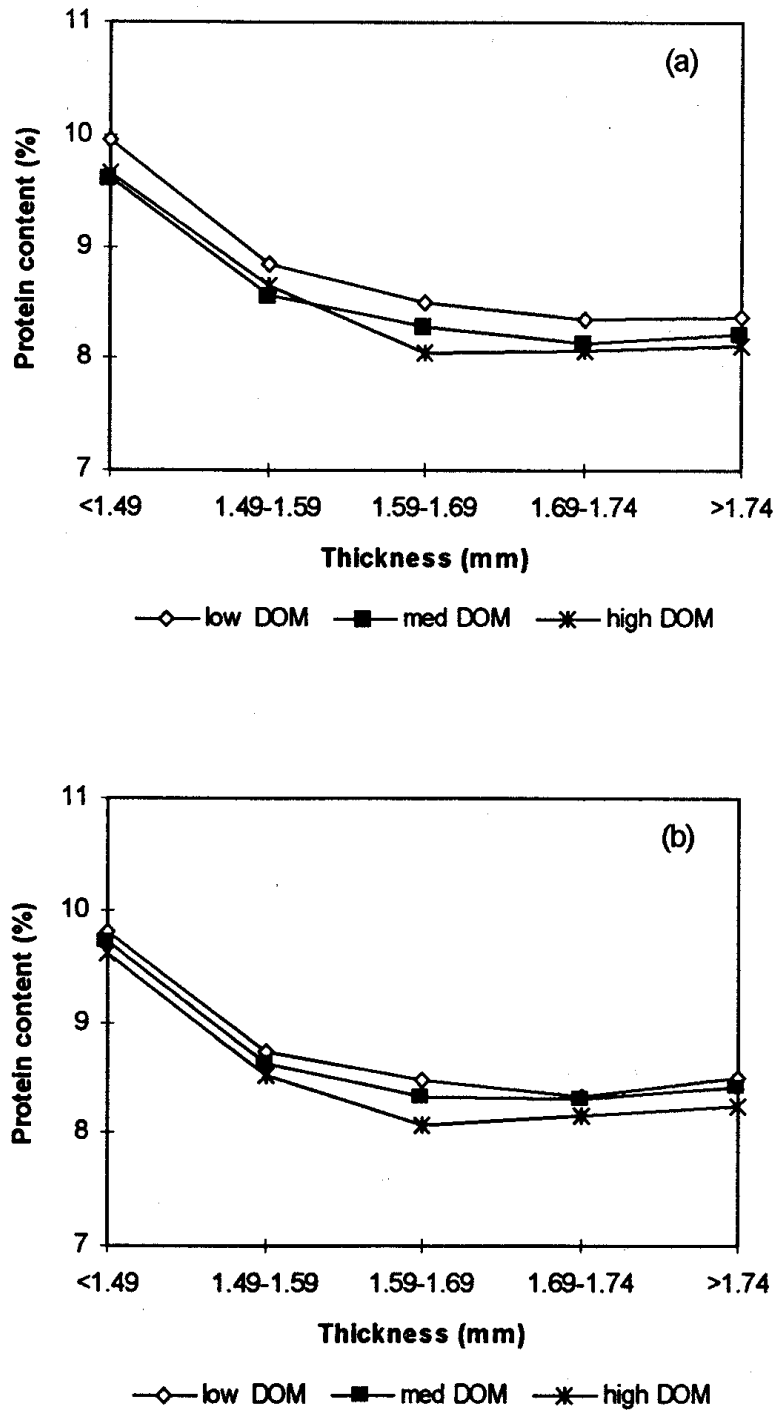 11
(a)
10
9
8
7
Protein content (%)
<1.49 1.49-1.59 1.59-1.69 1.69-1.74 >1.74
Thickness (mm)
low DOM med DOM high DOM
11
(b)
10
9
8
7
Protein content (%)
<1.49 1.49-1.59 1.59-1.69 1.69-1.74 >1.74
Thickness (mm)
low DOM med DOM high DOM